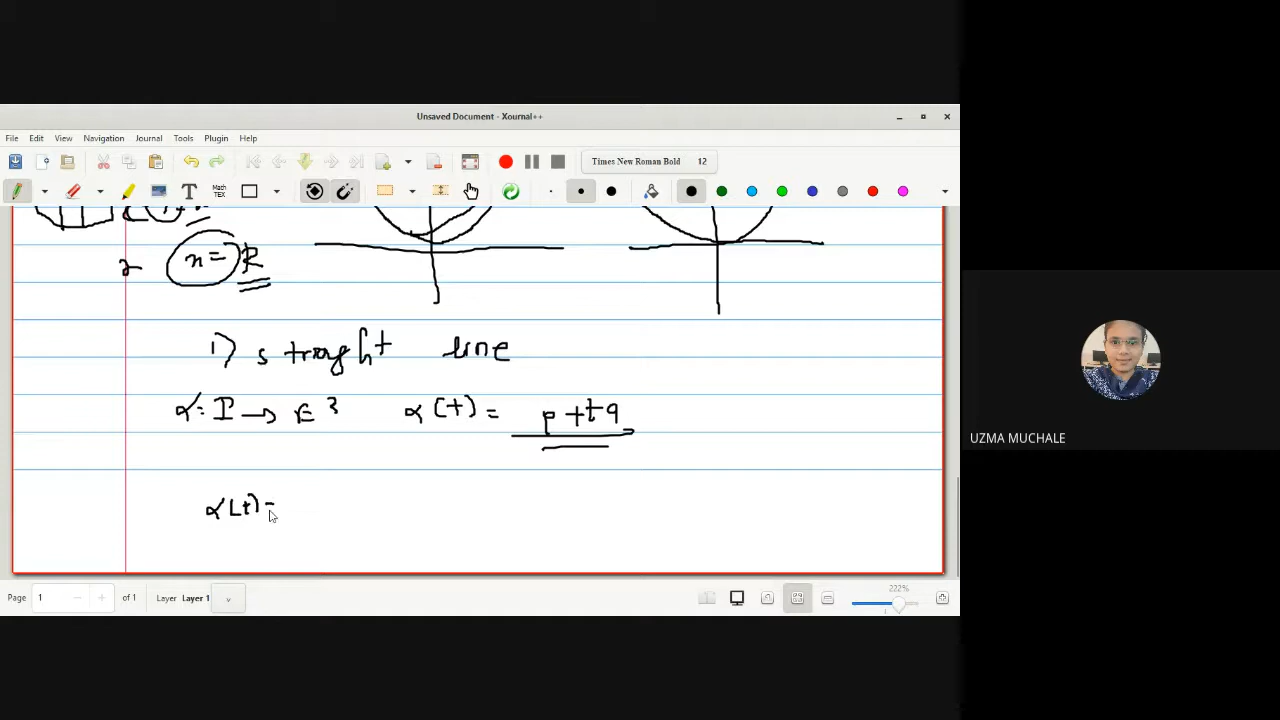 Unsaved Document - Xournal++
File Edit View Navigation Journal Tools Plugin Help
Times New Roman Bold 12
n = R
1) straight line
α: I → E³ α(t) = p + tq
α(t) =
UZMA MUCHALE
Page 1 of 1 Layer Layer 1
222%